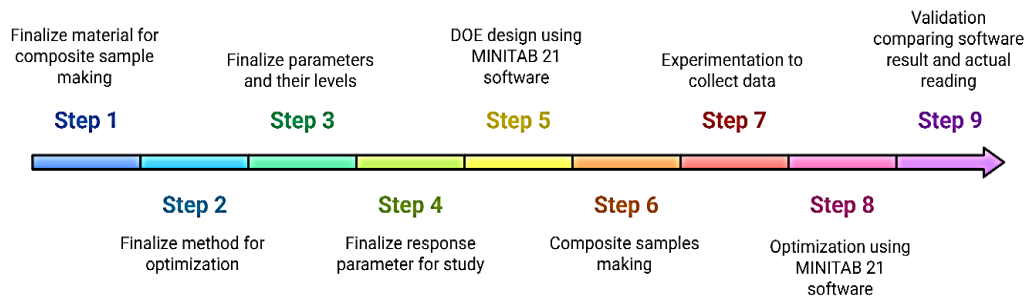 Finalize material for
composite sample
making
Step 1
Step 2
Finalize method for
optimization
Finalize parameters
and their levels
Step 3
Step 4
Finalize response
parameter for study
DOE design using
MINITAB 21
software
Step 5
Step 6
Composite samples
making
Experimentation to
collect data
Step 7
Step 8
Optimization using
MINITAB 21
software
Validation
comparing software
result and actual
reading
Step 9